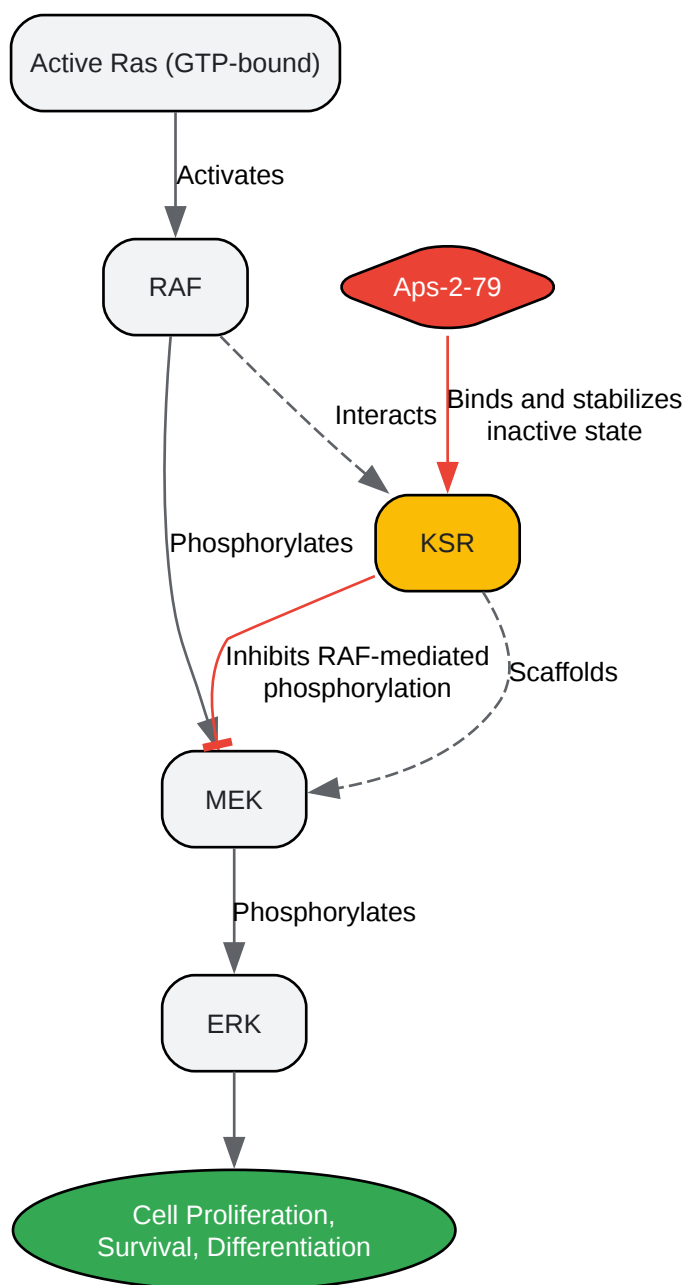 Active Ras (GTP-bound)
Activates
RAF
Aps-2-79
Interacts
Binds and stabilizes
inactive state
Phosphorylates
KSR
Inhibits RAF-mediated
phosphorylation
Scaffolds
MEK
Phosphorylates
ERK
Cell Proliferation,
Survival, Differentiation